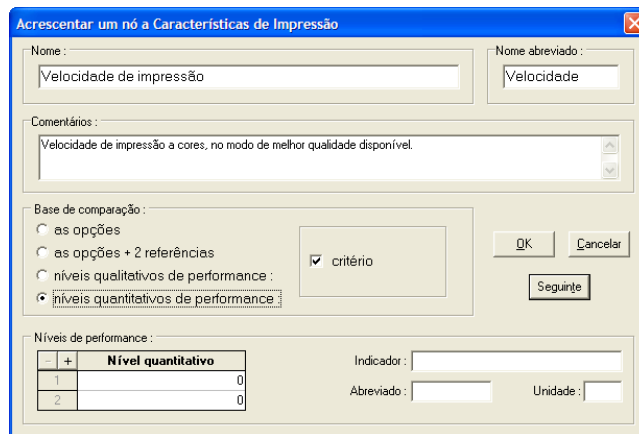 Acrescentar um nó a Características de Impressão
Nome :
Velocidade de impressão
Nome abreviado :
Velocidade
Comentários :
Velocidade de impressão a cores, no modo de melhor qualidade disponível.
Base de comparação :
as opções
as opções + 2 referências
níveis qualitativos de performance :
níveis quantitativos de performance :
critério
OK
Cancelar
Seguinte
Níveis de performance :
- + Nível quantitativo
1 0
2 0
Indicador :
Abreviado :
Unidade :